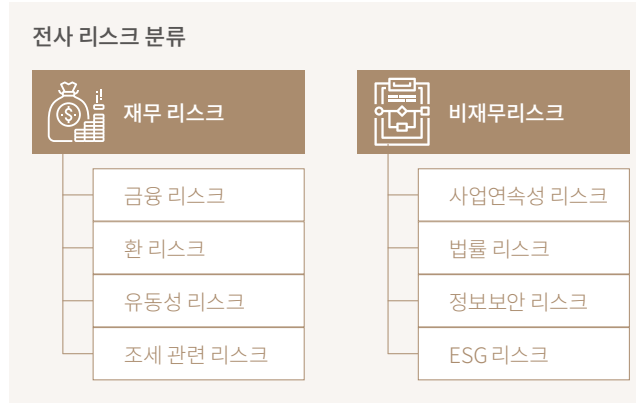 전사 리스크 분류
재무 리스크
금융 리스크
환 리스크
유동성 리스크
조세 관련 리스크
비재무리스크
사업연속성 리스크
법률 리스크
정보보안 리스크
ESG 리스크